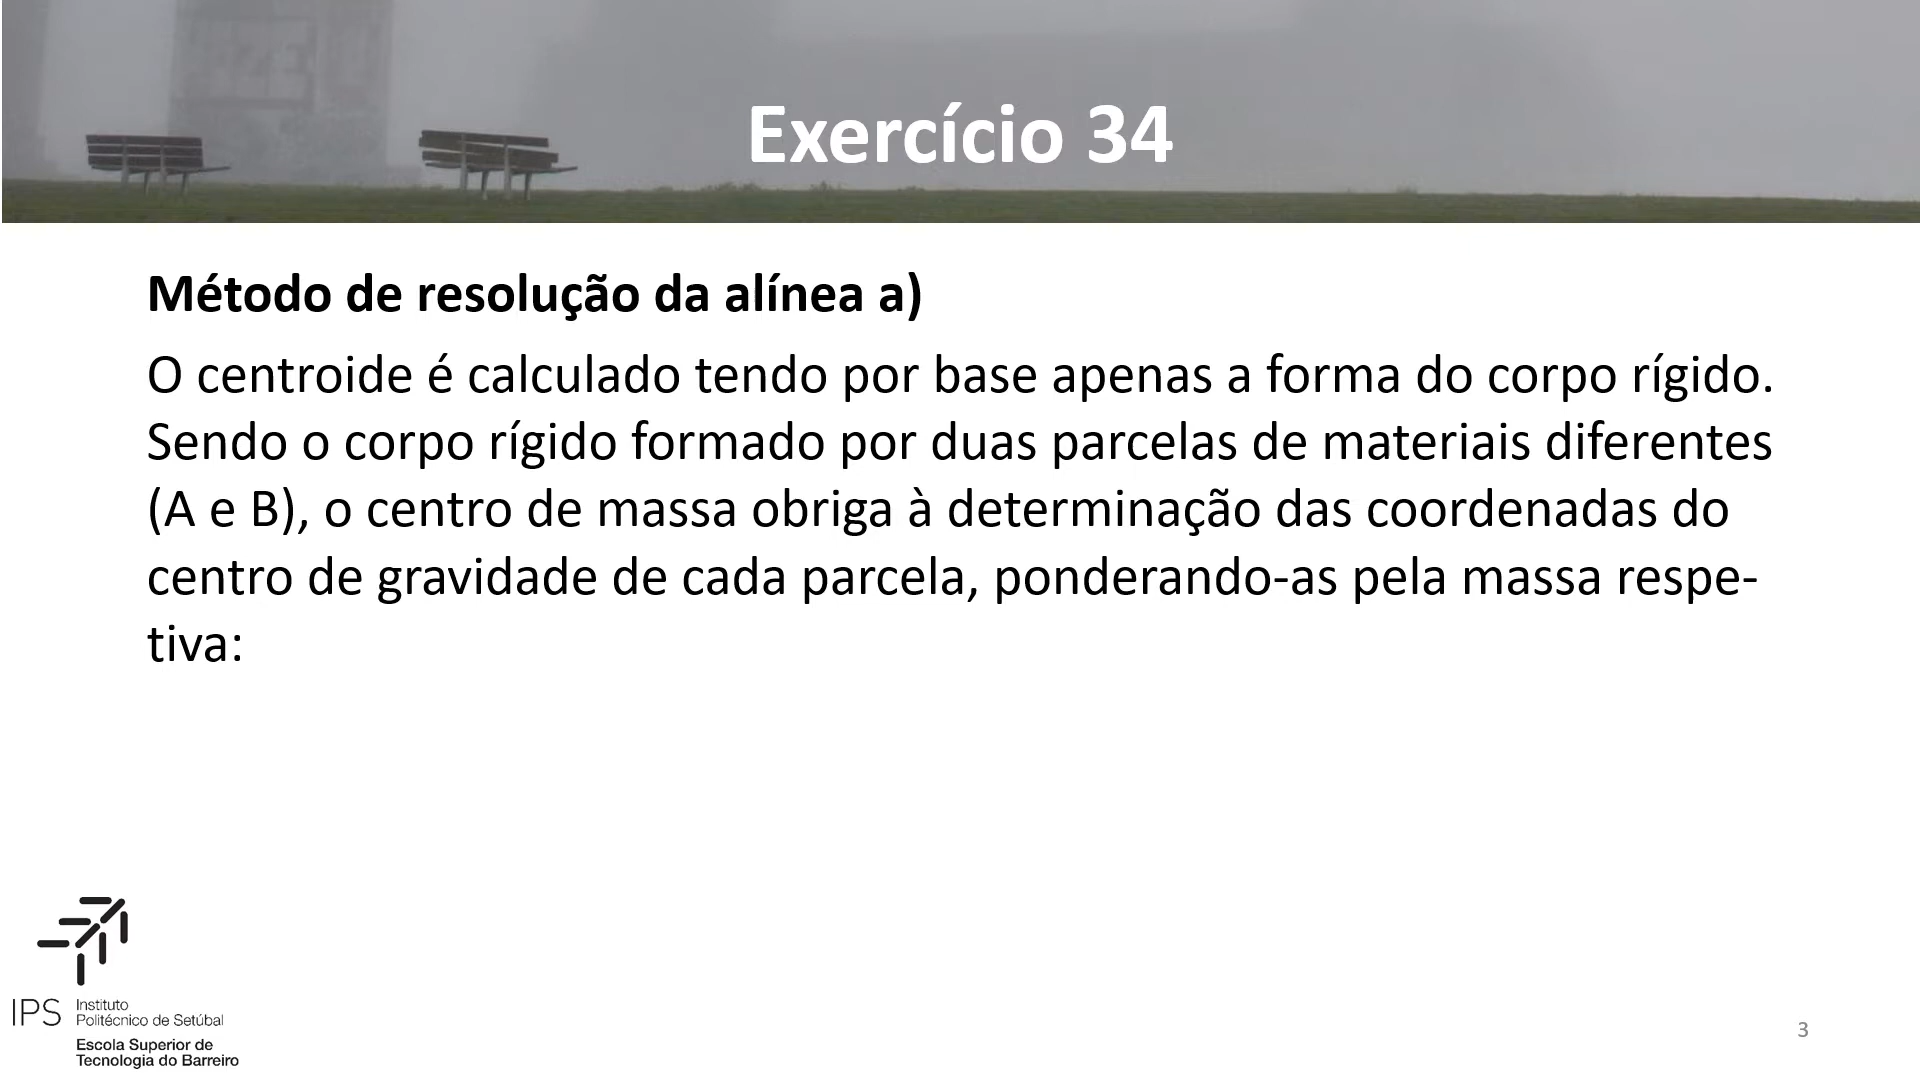 Exercício 34
Método de resolução da alínea a)
O centroide é calculado tendo por base apenas a forma do corpo rígido.
Sendo o corpo rígido formado por duas parcelas de materiais diferentes
(A e B), o centro de massa obriga à determinação das coordenadas do
centro de gravidade de cada parcela, ponderando-as pela massa respe-
tiva:
IPS
Instituto
Politécnico de Setúbal
Escola Superior de
Tecnologia do Barreiro
3